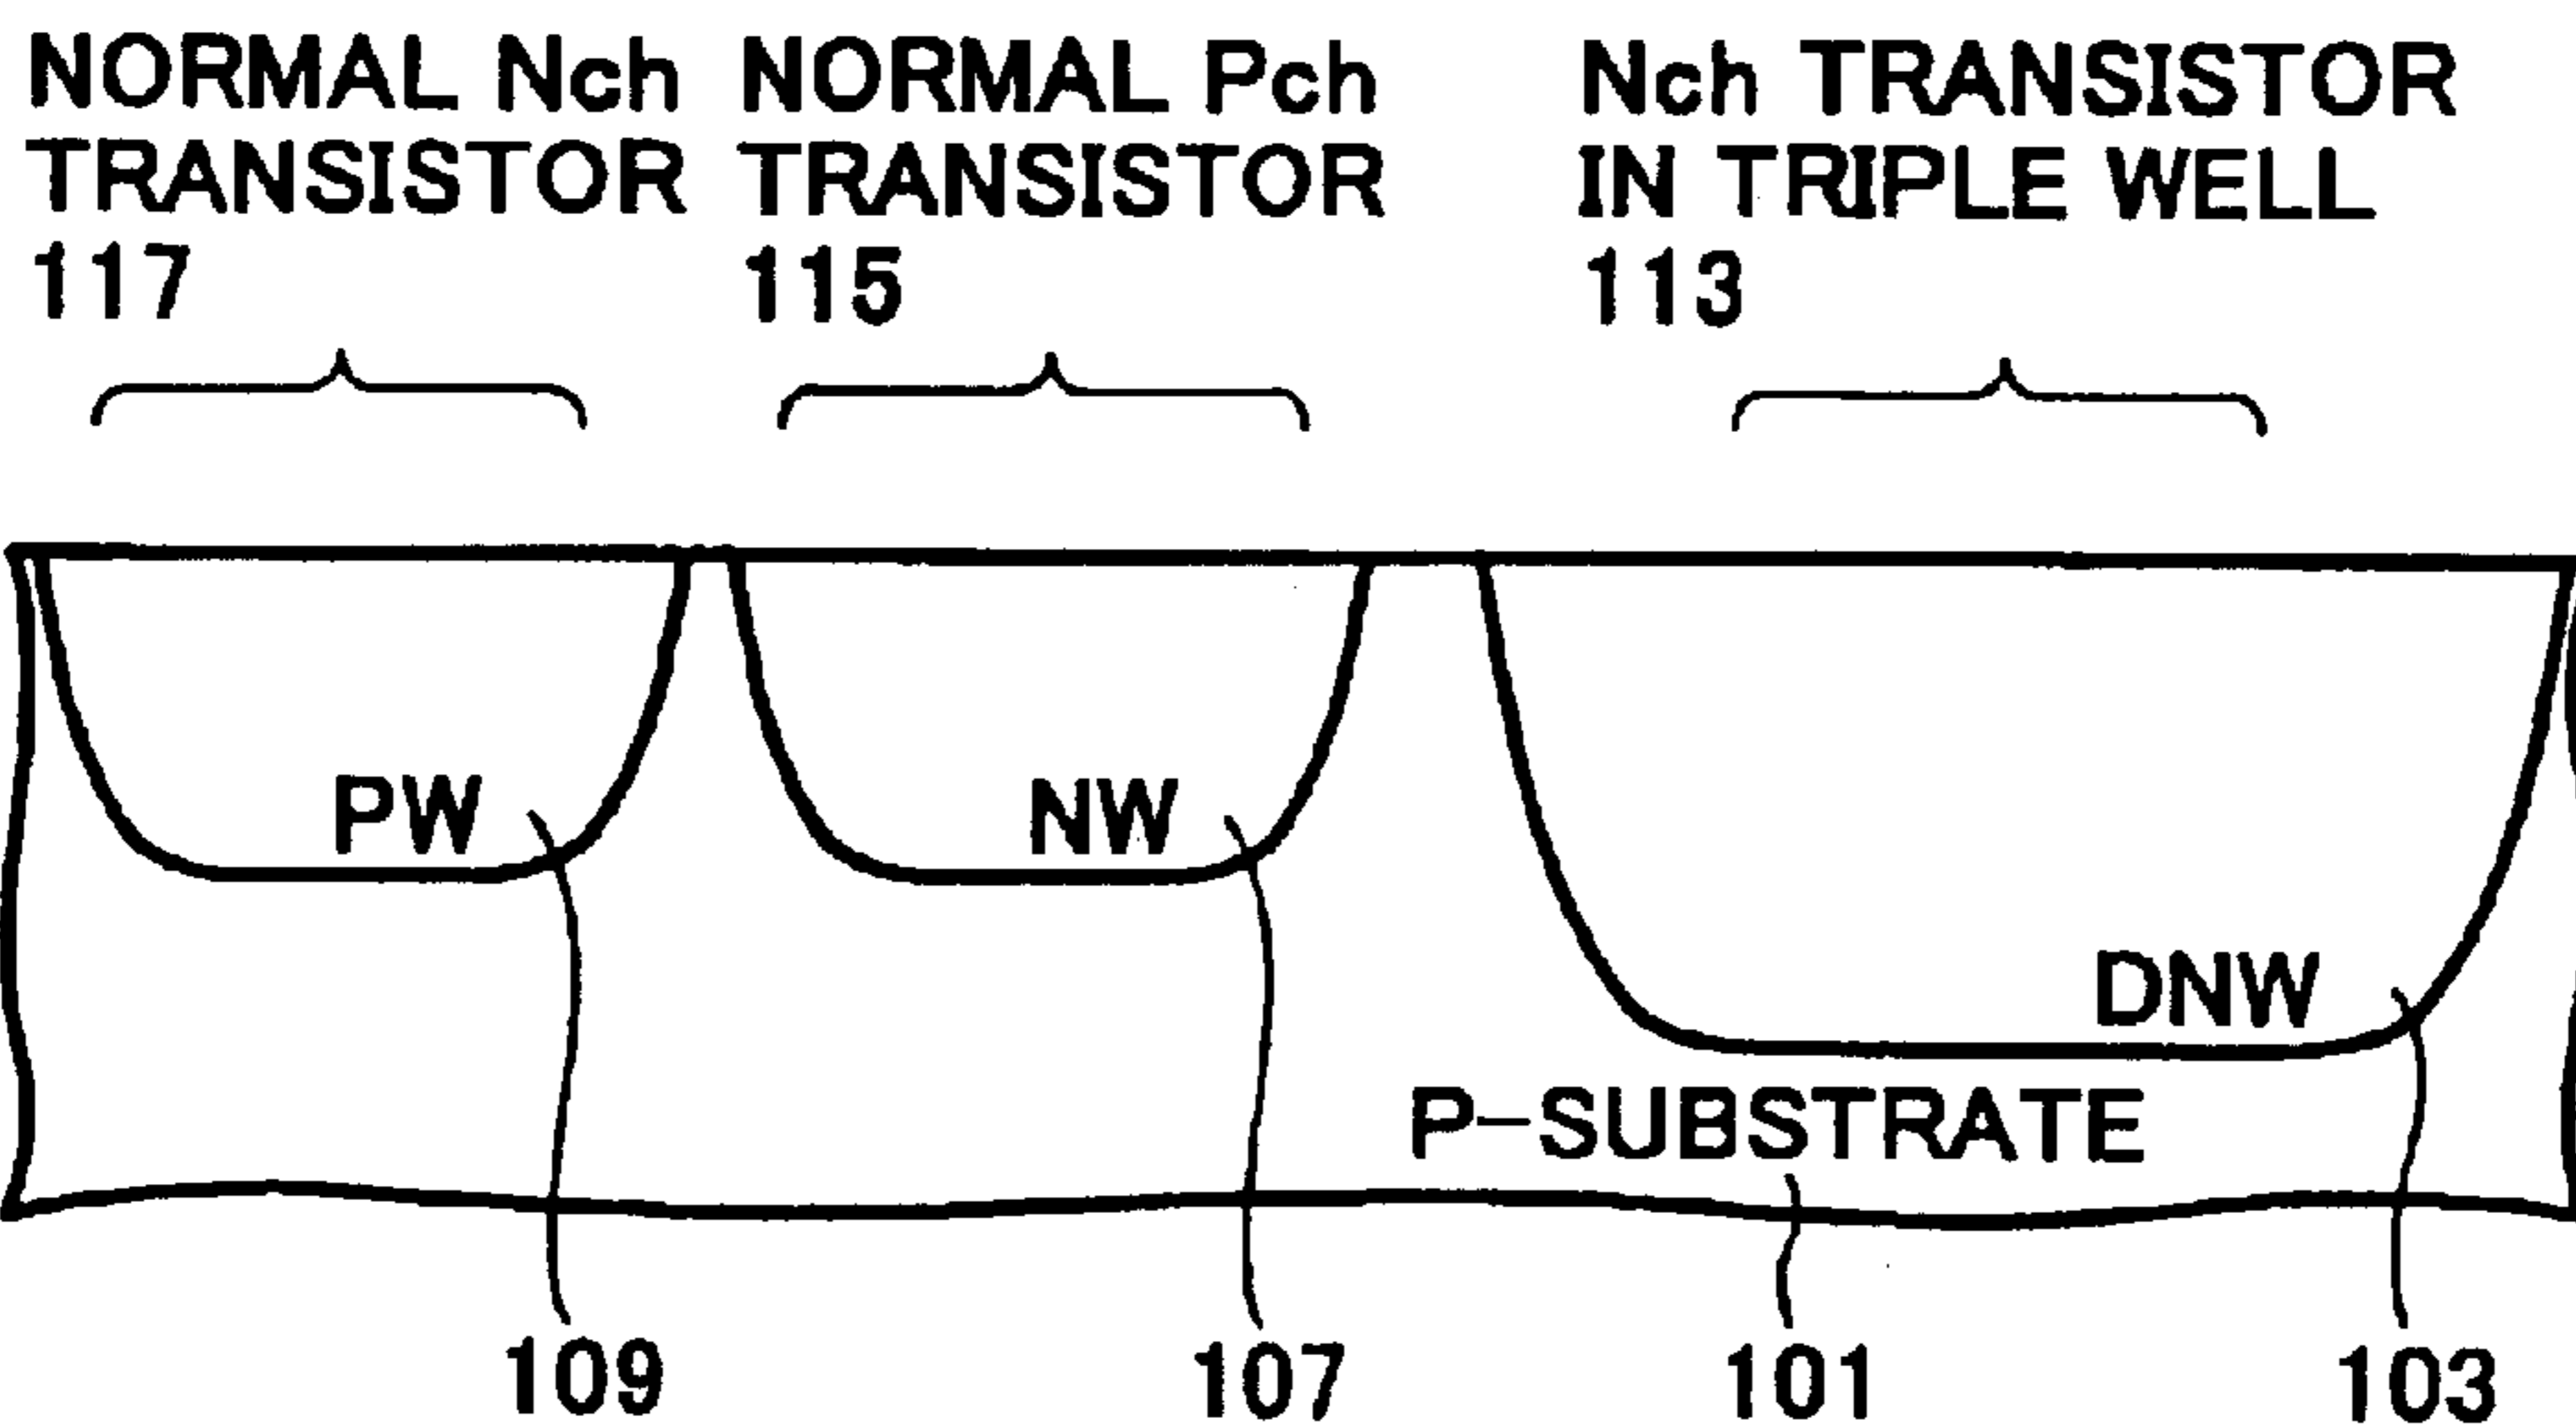 NORMAL Nch
TRANSISTOR
117
NORMAL Pch
TRANSISTOR
115
Nch TRANSISTOR
IN TRIPLE WELL
113
PW
NW
DNW
P-SUBSTRATE
109
107
101
103